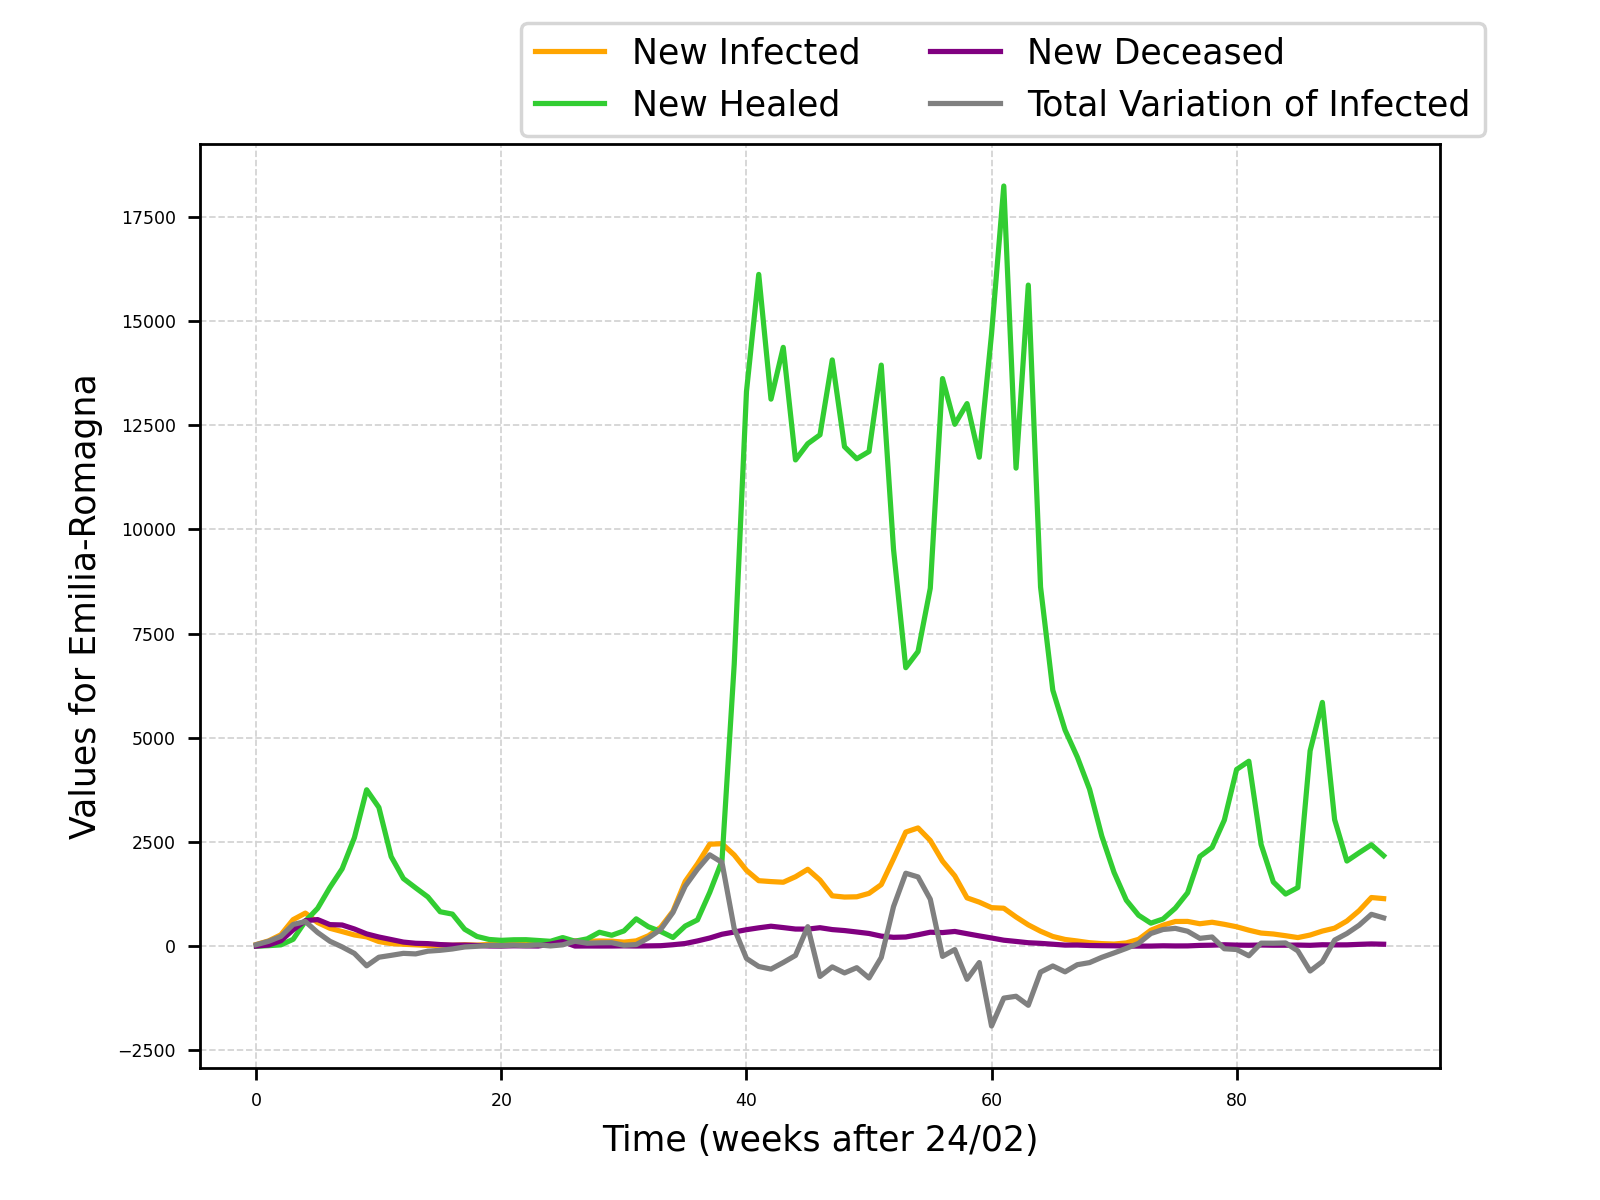 New Infected
New Healed
New Deceased
Total Variation of Infected
Values for Emilia-Romagna
17500
15000
12500
10000
7500
5000
2500
0
−2500
0 20 40 60 80
Time (weeks after 24/02)